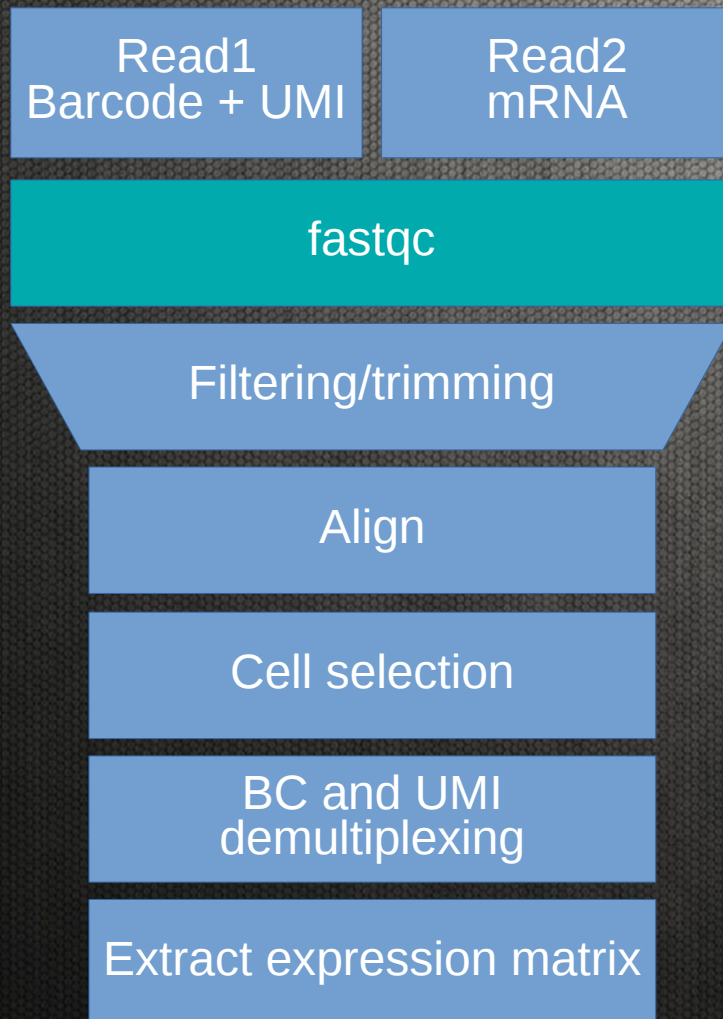 Read1
Barcode + UMI
Read2
mRNA
fastqc
Filtering/trimming
Align
Cell selection
BC and UMI
demultiplexing
Extract expression matrix